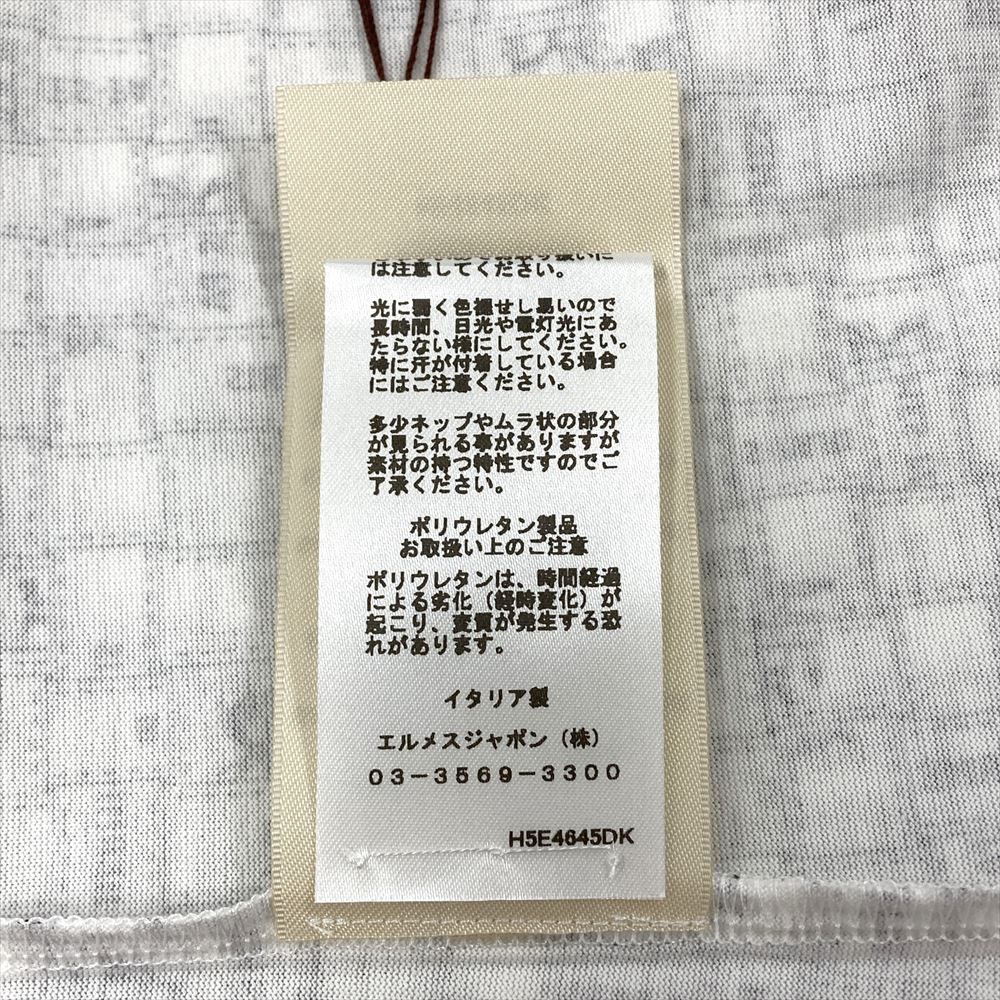 り扱いに
は注意してください。
光に弱く色褪せし易いので
長時間、日光や電灯光にあ
たらない様にしてください。
特に汗が付着している場合
にはご注意ください。
多少ネップやムラ状の部分
が見られる事がありますが
素材の持つ特性ですのでご
了承ください。
ポリウレタン製品
お取扱い上のご注意
ポリウレタンは、時間経過
による劣化（経時変化）が
起こり、変質が発生する恐
れがあります。
イタリア製
エルメスジャポン（株）
03－3569－3300
H5E4645DK